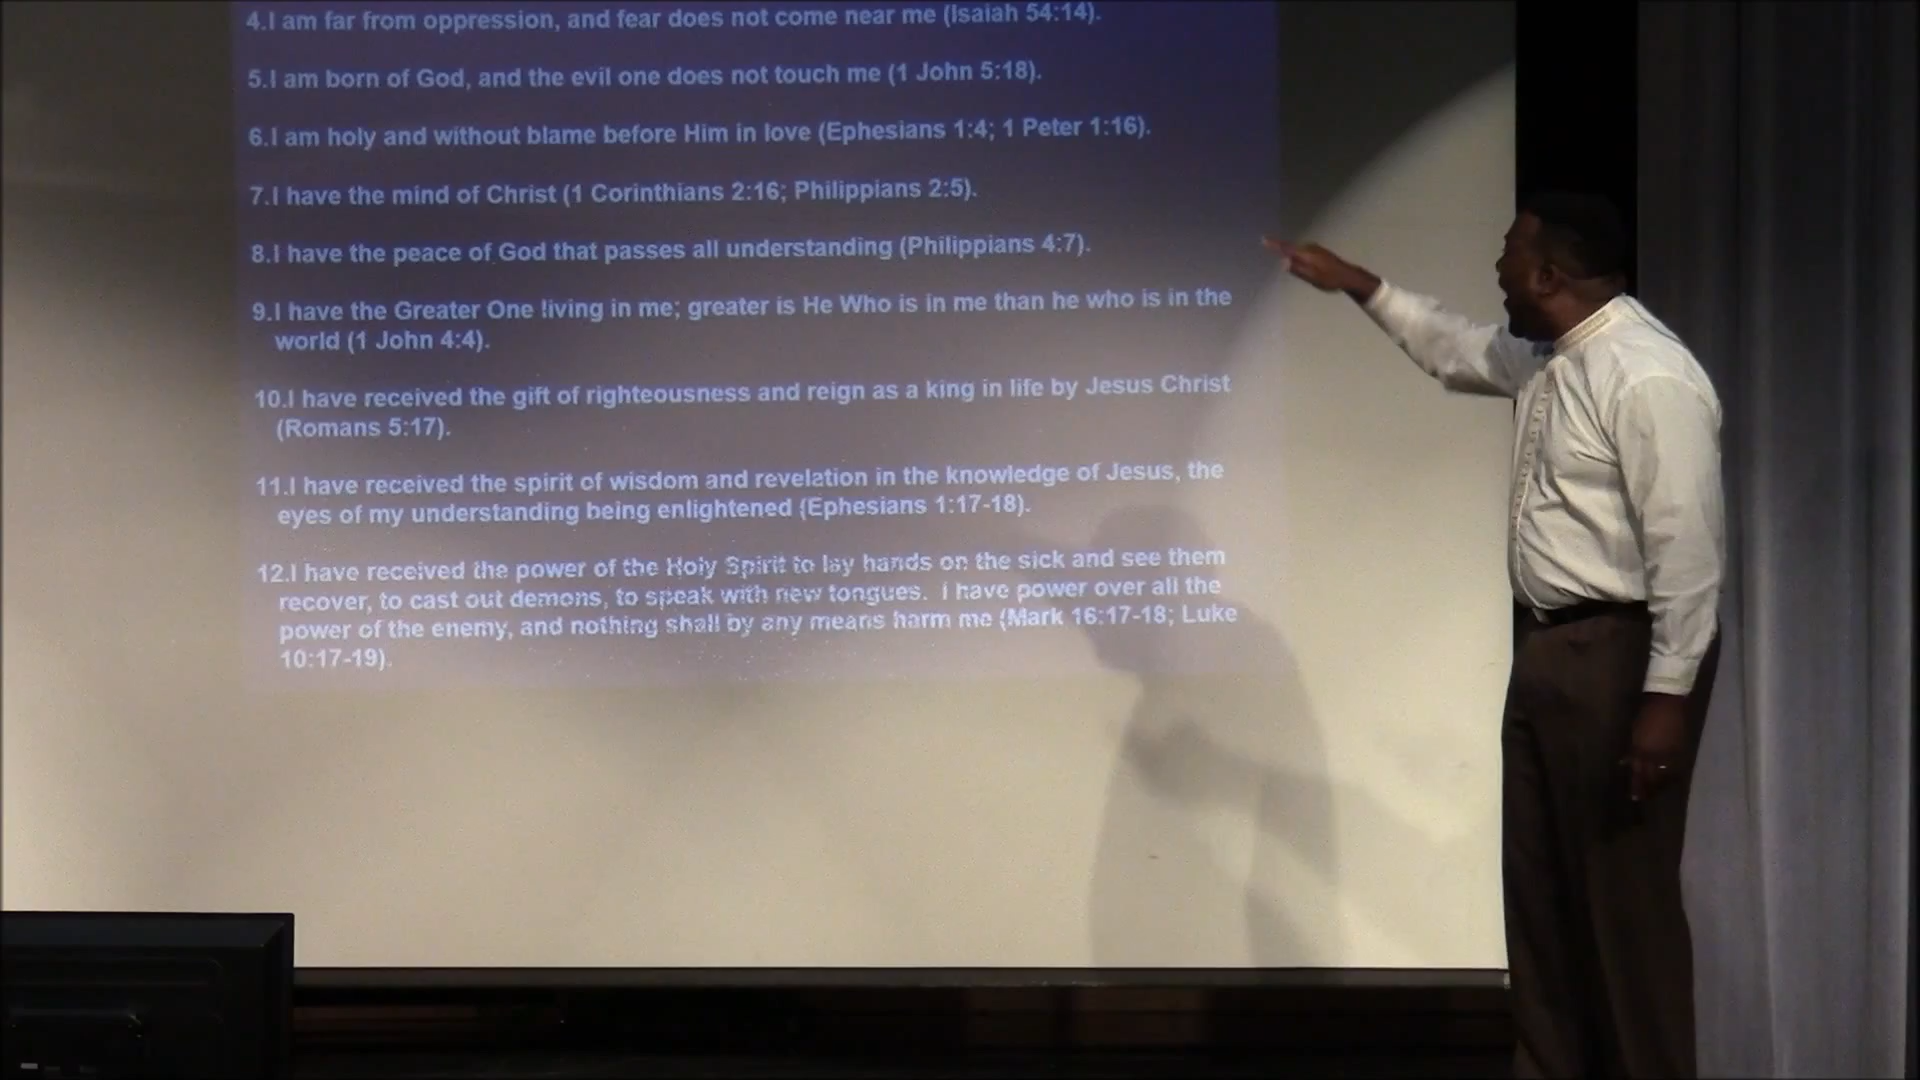 4.I am far from oppression, and fear does not come near me (Isaiah 54:14).
5.I am born of God, and the evil one does not touch me (1 John 5:18).
6.I am holy and without blame before Him in love (Ephesians 1:4; 1 Peter 1:16).
7.I have the mind of Christ (1 Corinthians 2:16; Philippians 2:5).
8.I have the peace of God that passes all understanding (Philippians 4:7).
9.I have the Greater One living in me; greater is He Who is in me than he who is in the
world (1 John 4:4).
10.I have received the gift of righteousness and reign as a king in life by Jesus Christ
(Romans 5:17).
11.I have received the spirit of wisdom and revelation in the knowledge of Jesus, the
eyes of my understanding being enlightened (Ephesians 1:17-18).
12.I have received the power of the Holy Spirit to lay hands on the sick and see them
recover, to cast out demons, to speak with new tongues. I have power over all the
power of the enemy, and nothing shall by any means harm me (Mark 16:17-18; Luke
10:17-19).